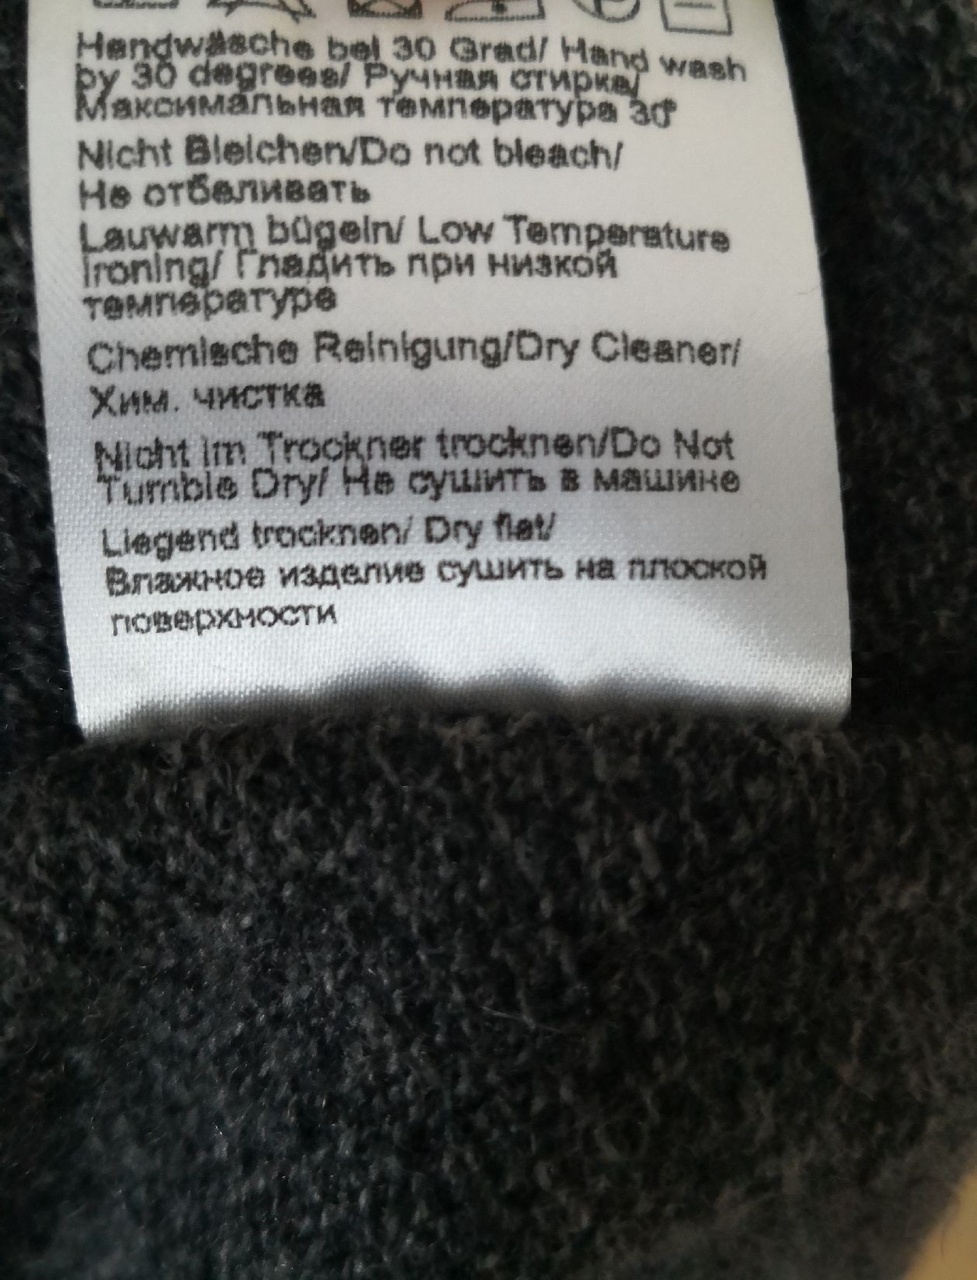 Handwäsche bei 30 Grad/ Hand wash
by 30 degrees/ Ручная стирка/
Максимальная температура 30°
Nicht Bleichen/Do not bleach/
Не отбеливать
Lauwarm bügeln/ Low Temperature
ironing/ Гладить при низкой
температуре
Chemische Reinigung/Dry Cleaner/
Хим. чистка
Nicht im Trockner trocknen/Do Not
Tumble Dry/ Не сушить в машине
Liegend trocknen/ Dry flat/
Влажное изделие сушить на плоской
поверхности